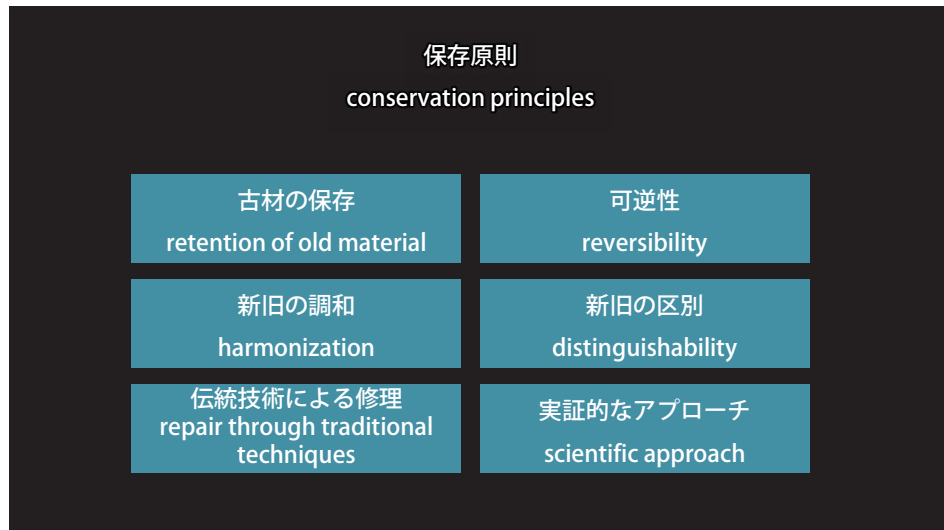 保存原則
conservation principles
古材の保存
retention of old material
可逆性
reversibility
新旧の調和
harmonization
新旧の区別
distinguishability
伝統技術による修理
repair through traditional
techniques
実証的なアプローチ
scientific approach